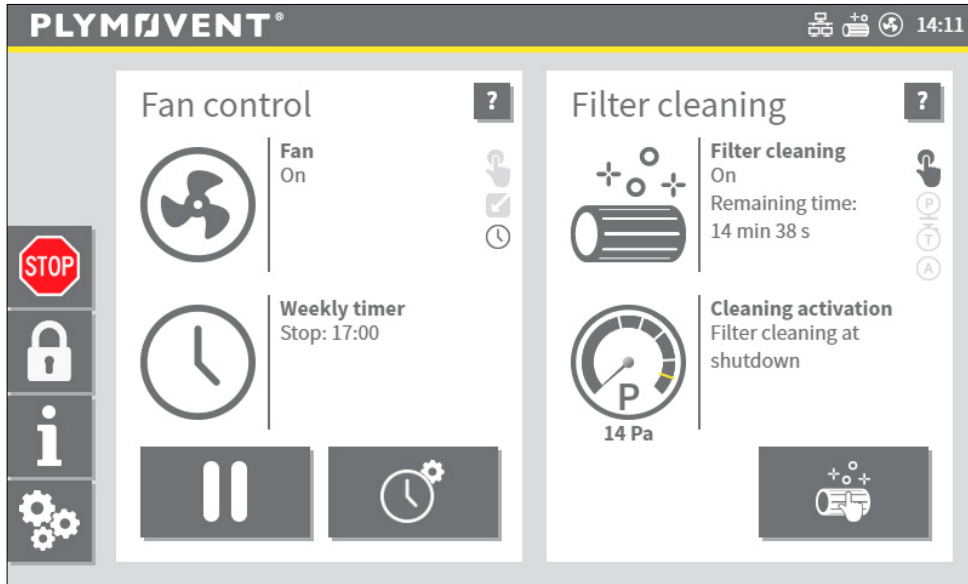 PLYMOVENT®
14:11
Fan control
?
Fan
On
Weekly timer
Stop: 17:00
Filter cleaning
?
Filter cleaning
On
Remaining time:
14 min 38 s
P
T
A
Cleaning activation
Filter cleaning at
shutdown
P
14 Pa
STOP
i